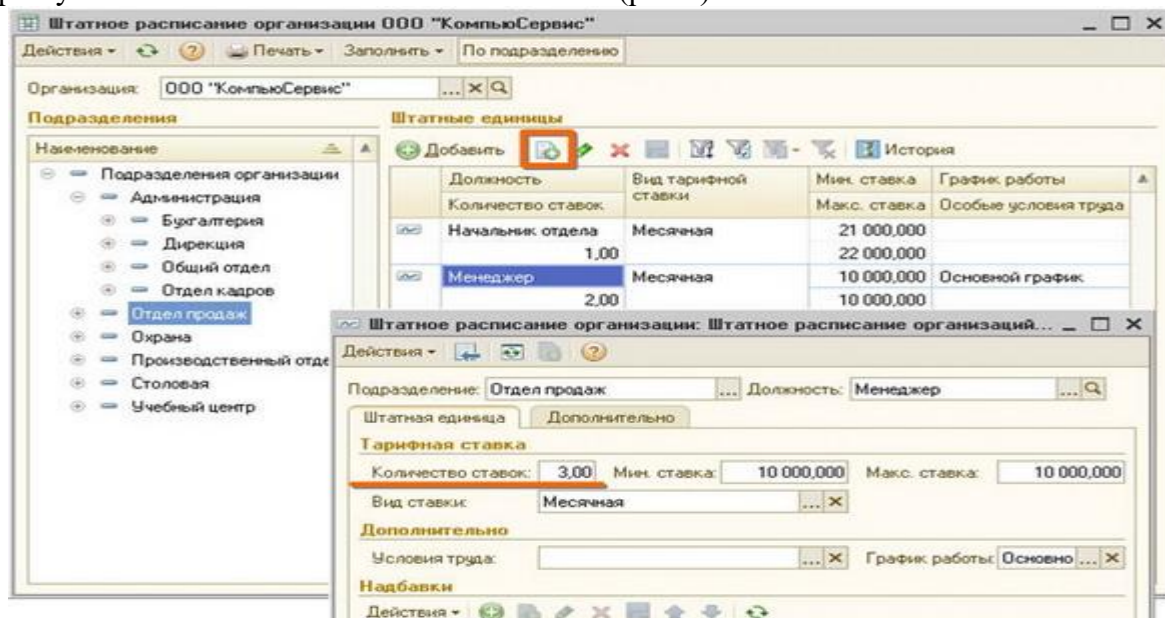 Штатное расписание организации ООО "КомпьюСервис"
Действия Печать Заполнить По подразделению
Организация: ООО "КомпьюСервис" ...
Подразделения
Наименование
Подразделения организации
Администрация
Бухгалтерия
Дирекция
Общий отдел
Отдел кадров
Отдел продаж
Охрана
Производственный отде
Столовая
Учебный центр
Штатные единицы
Добавить История
Должность Вид тарифной ставки Мин. ставка График работы
Количество ставок Макс. ставка Особые условия труда
Начальник отдела Месячная 21 000,000
1,00 22 000,000
Менеджер Месячная 10 000,000 Основной график
2,00 10 000,000
Штатное расписание организации: Штатное расписание организаций...
Действия
Подразделение: Отдел продаж ... Должность: Менеджер ...
Штатная единица Дополнительно
Тарифная ставка
Количество ставок: 3,00 Мин. ставка: 10 000,000 Макс. ставка: 10 000,000
Вид ставки: Месячная ...
Дополнительно
Условия труда: ... График работы: Основно ...
Надбавки
Действия